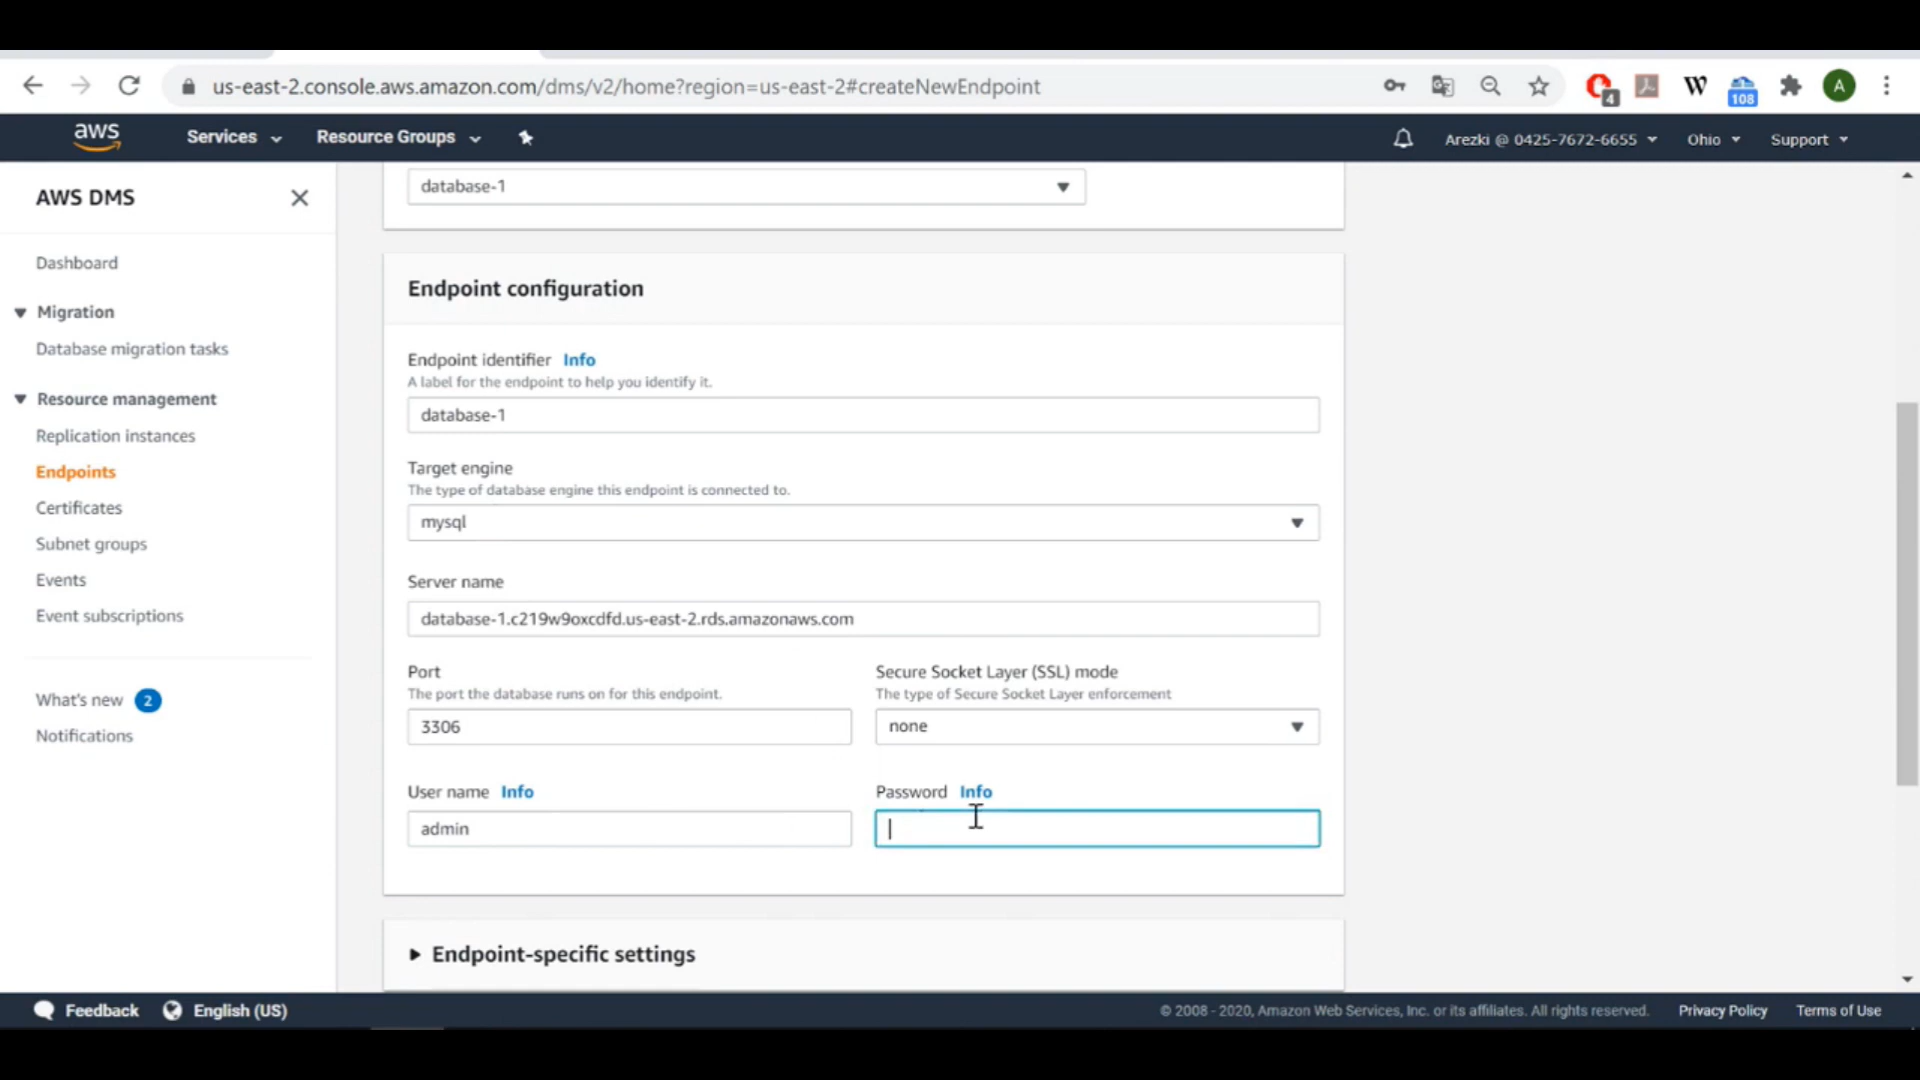 us-east-2.console.aws.amazon.com/dms/v2/home?region=us-east-2#createNewEndpoint
4
W
108
A
aws
Services
Resource Groups
Arezki @ 0425-7672-6655
Ohio
Support
AWS DMS
Dashboard
Migration
Database migration tasks
Resource management
Replication instances
Endpoints
Certificates
Subnet groups
Events
Event subscriptions
What's new 2
Notifications
database-1
Endpoint configuration
Endpoint identifier Info
A label for the endpoint to help you identify it.
database-1
Target engine
The type of database engine this endpoint is connected to.
mysql
Server name
database-1.c219w9oxcdfd.us-east-2.rds.amazonaws.com
Port
The port the database runs on for this endpoint.
3306
Secure Socket Layer (SSL) mode
The type of Secure Socket Layer enforcement
none
User name Info
admin
Password Info
Endpoint-specific settings
Feedback
English (US)
© 2008 - 2020, Amazon Web Services, Inc. or its affiliates. All rights reserved.
Privacy Policy
Terms of Use